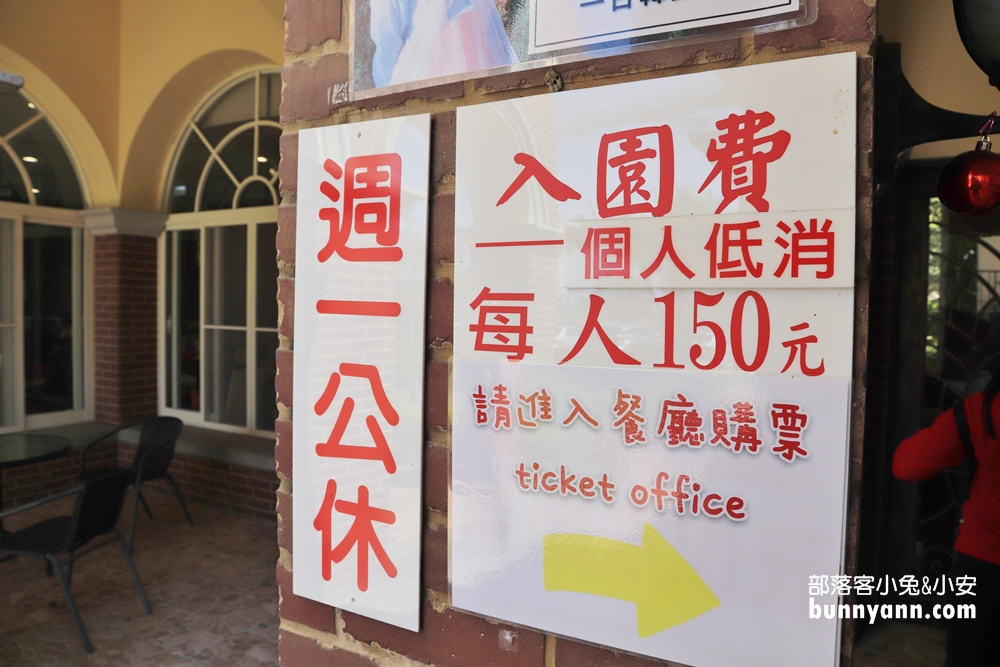 週一公休
入園費
個人低消
每人150元
請進入餐廳購票
ticket office
部落客小兔&小安
bunnyann.com